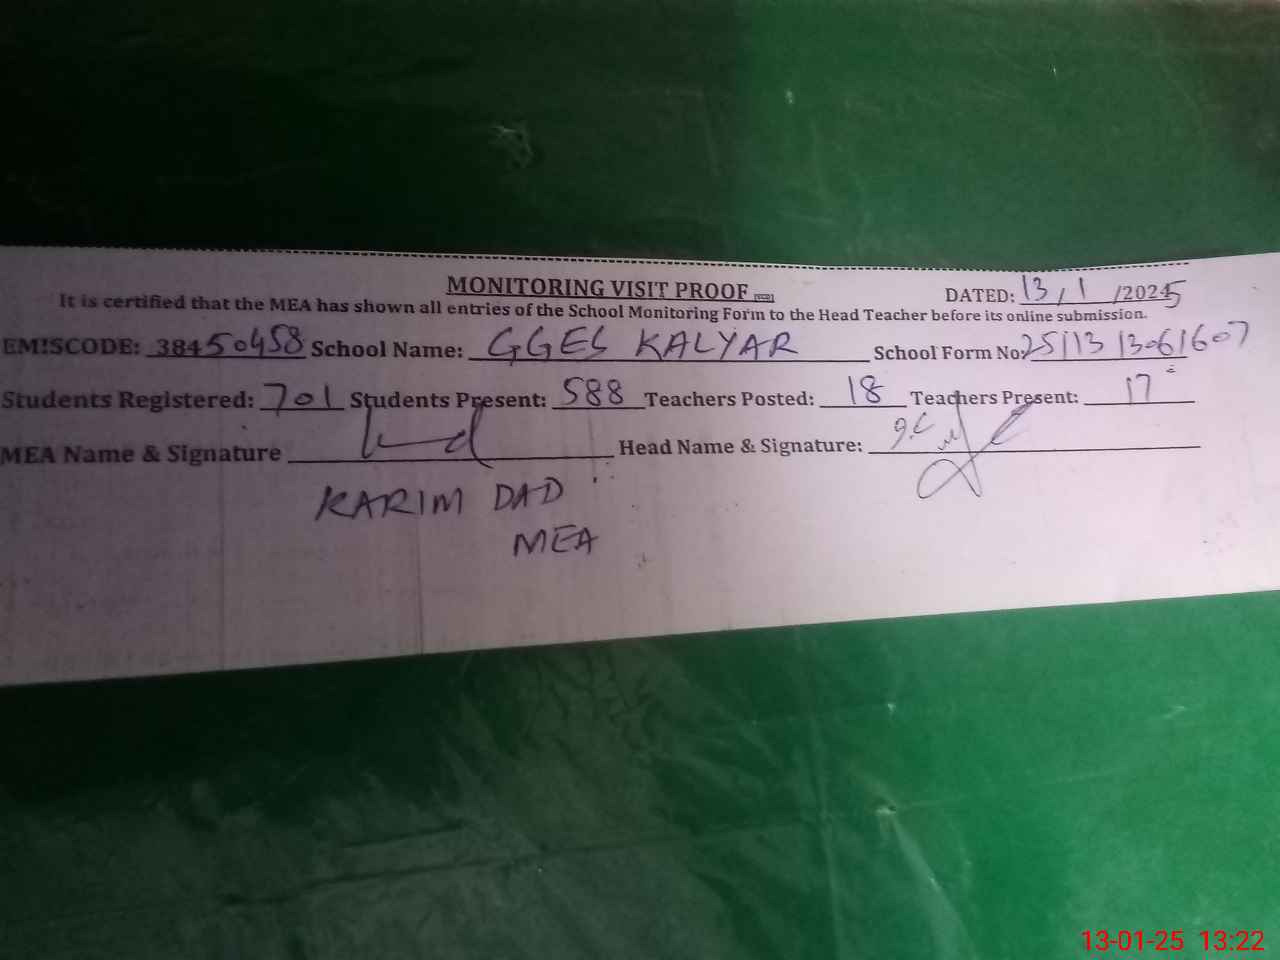 MONITORING VISIT PROOF
DATED: 13/1/2025
It is certified that the MEA has shown all entries of the School Monitoring Form to the Head Teacher before its online submission.
EMISCODE: 38450458 School Name: GGES KALYAR School Form No: 2511313061607
Students Registered: 701 Students Present: 588 Teachers Posted: 18 Teachers Present: 17
MEA Name & Signature Head Name & Signature:
KARIM DAD
MEA
13-01-25 13:22